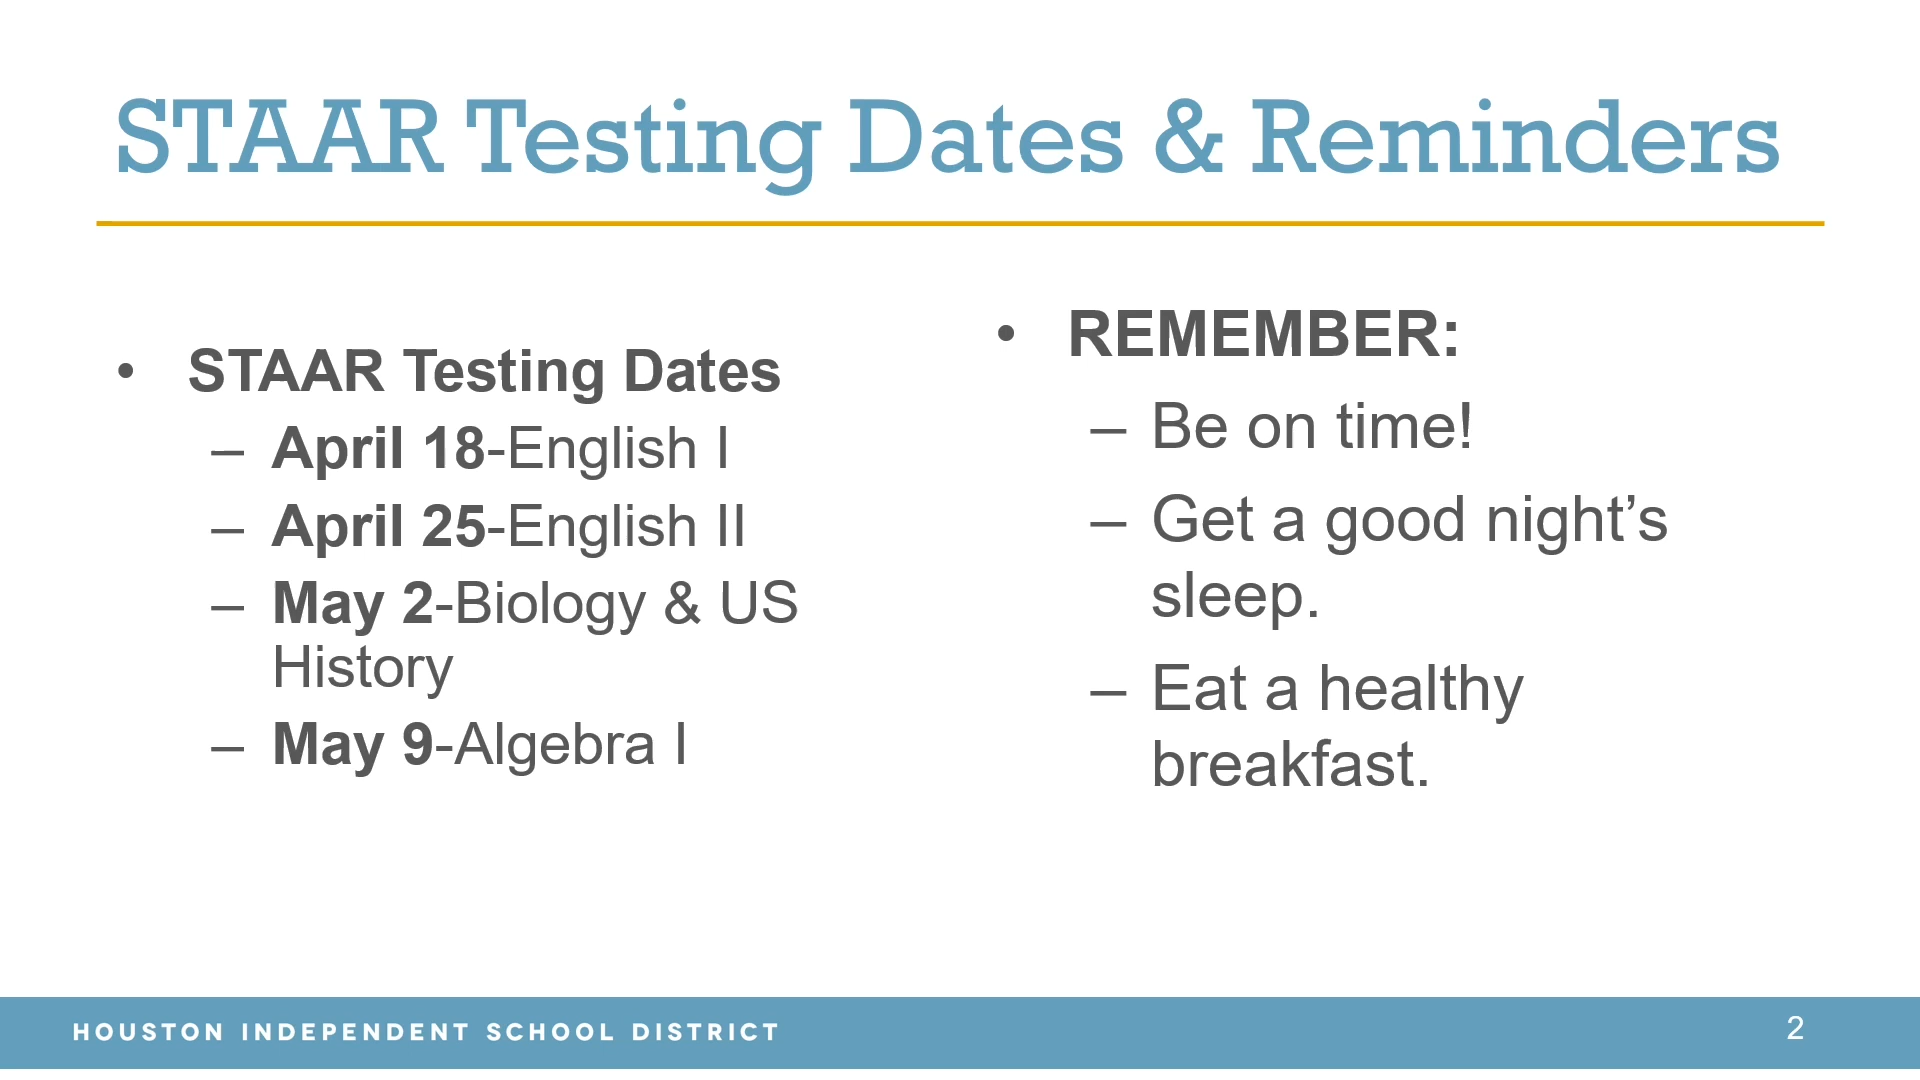 STAAR Testing Dates & Reminders
• STAAR Testing Dates
– April 18-English I
– April 25-English II
– May 2-Biology & US
History
– May 9-Algebra I
• REMEMBER:
– Be on time!
– Get a good night’s
sleep.
– Eat a healthy
breakfast.
HOUSTON INDEPENDENT SCHOOL DISTRICT
2